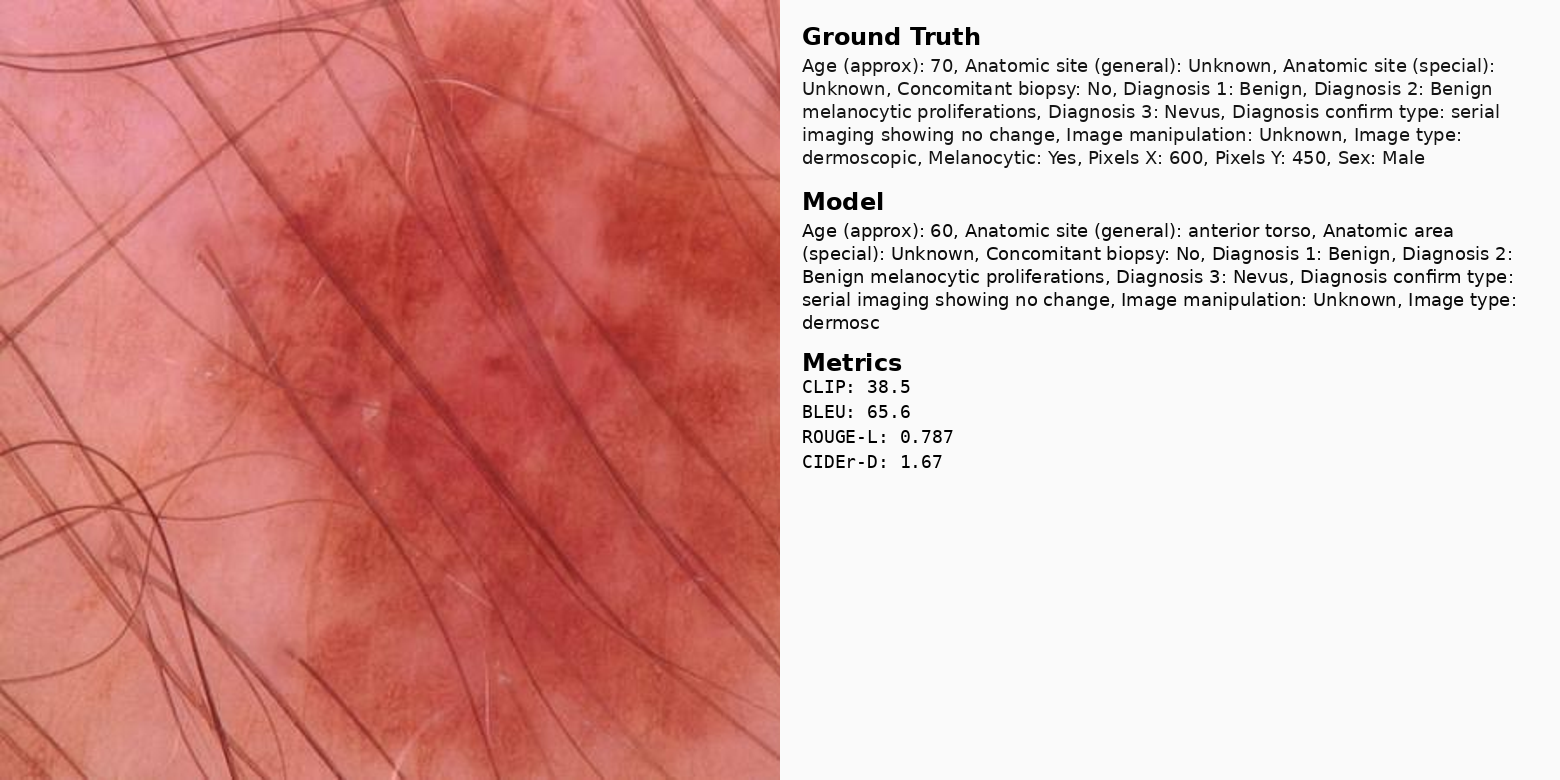 Ground Truth
Age (approx): 70, Anatomic site (general): Unknown, Anatomic site (special):
Unknown, Concomitant biopsy: No, Diagnosis 1: Benign, Diagnosis 2: Benign
melanocytic proliferations, Diagnosis 3: Nevus, Diagnosis confirm type: serial
imaging showing no change, Image manipulation: Unknown, Image type:
dermoscopic, Melanocytic: Yes, Pixels X: 600, Pixels Y: 450, Sex: Male
Model
Age (approx): 60, Anatomic site (general): anterior torso, Anatomic area
(special): Unknown, Concomitant biopsy: No, Diagnosis 1: Benign, Diagnosis 2:
Benign melanocytic proliferations, Diagnosis 3: Nevus, Diagnosis confirm type:
serial imaging showing no change, Image manipulation: Unknown, Image type:
dermosc
Metrics
CLIP: 38.5
BLEU: 65.6
ROUGE-L: 0.787
CIDEr-D: 1.67